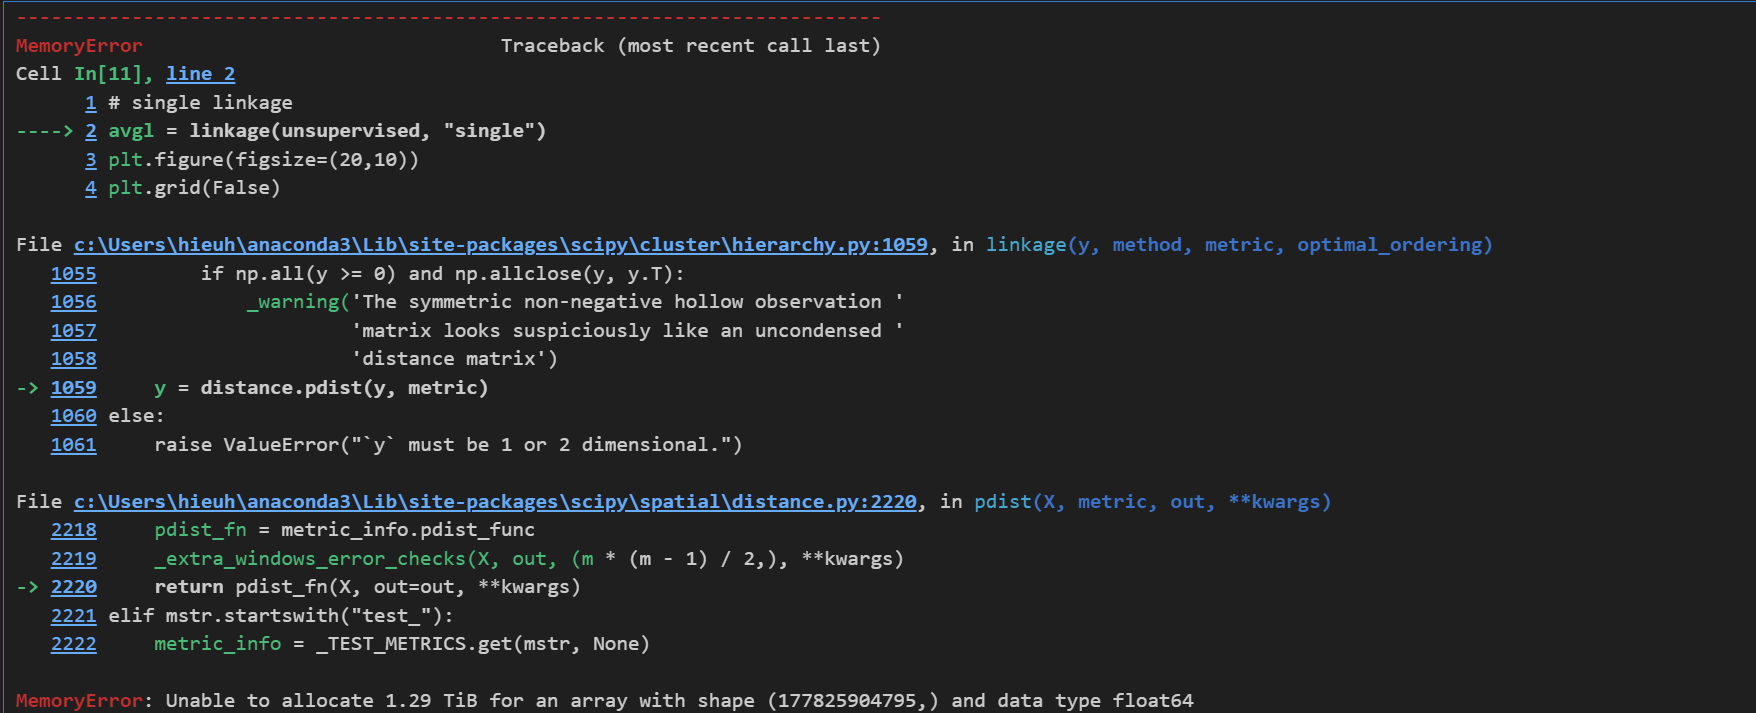 ---------------------------------------------------------------------------
MemoryError                               Traceback (most recent call last)
Cell In[11], line 2
      1 # single linkage
----> 2 avgl = linkage(unsupervised, "single")
      3 plt.figure(figsize=(20,10))
      4 plt.grid(False)

File c:\Users\hieuh\anaconda3\Lib\site-packages\scipy\cluster\hierarchy.py:1059, in linkage(y, method, metric, optimal_ordering)
   1055         if np.all(y >= 0) and np.allclose(y, y.T):
   1056             _warning('The symmetric non-negative hollow observation '
   1057                      'matrix looks suspiciously like an uncondensed '
   1058                      'distance matrix')
-> 1059     y = distance.pdist(y, metric)
   1060 else:
   1061     raise ValueError("`y` must be 1 or 2 dimensional.")

File c:\Users\hieuh\anaconda3\Lib\site-packages\scipy\spatial\distance.py:2220, in pdist(X, metric, out, **kwargs)
   2218     pdist_fn = metric_info.pdist_func
   2219     _extra_windows_error_checks(X, out, (m * (m - 1) / 2,), **kwargs)
-> 2220     return pdist_fn(X, out=out, **kwargs)
   2221 elif mstr.startswith("test_"):
   2222     metric_info = _TEST_METRICS.get(mstr, None)

MemoryError: Unable to allocate 1.29 TiB for an array with shape (177825904795,) and data type float64